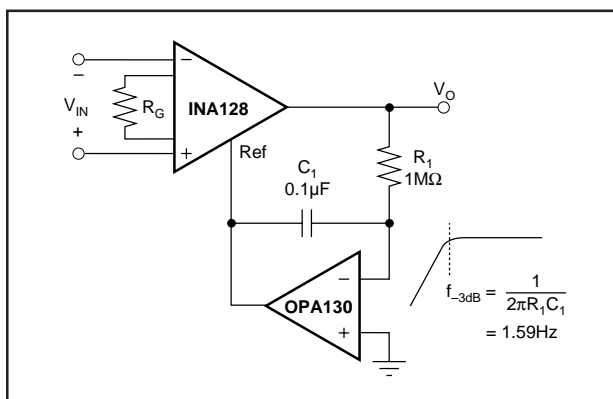 −
V_IN
+
R_G
−
INA128
+
Ref
V_O
C_1
0.1µF
R_1
1MΩ
−
OPA130
+
f_−3dB = 1 / 2πR_1C_1
= 1.59Hz